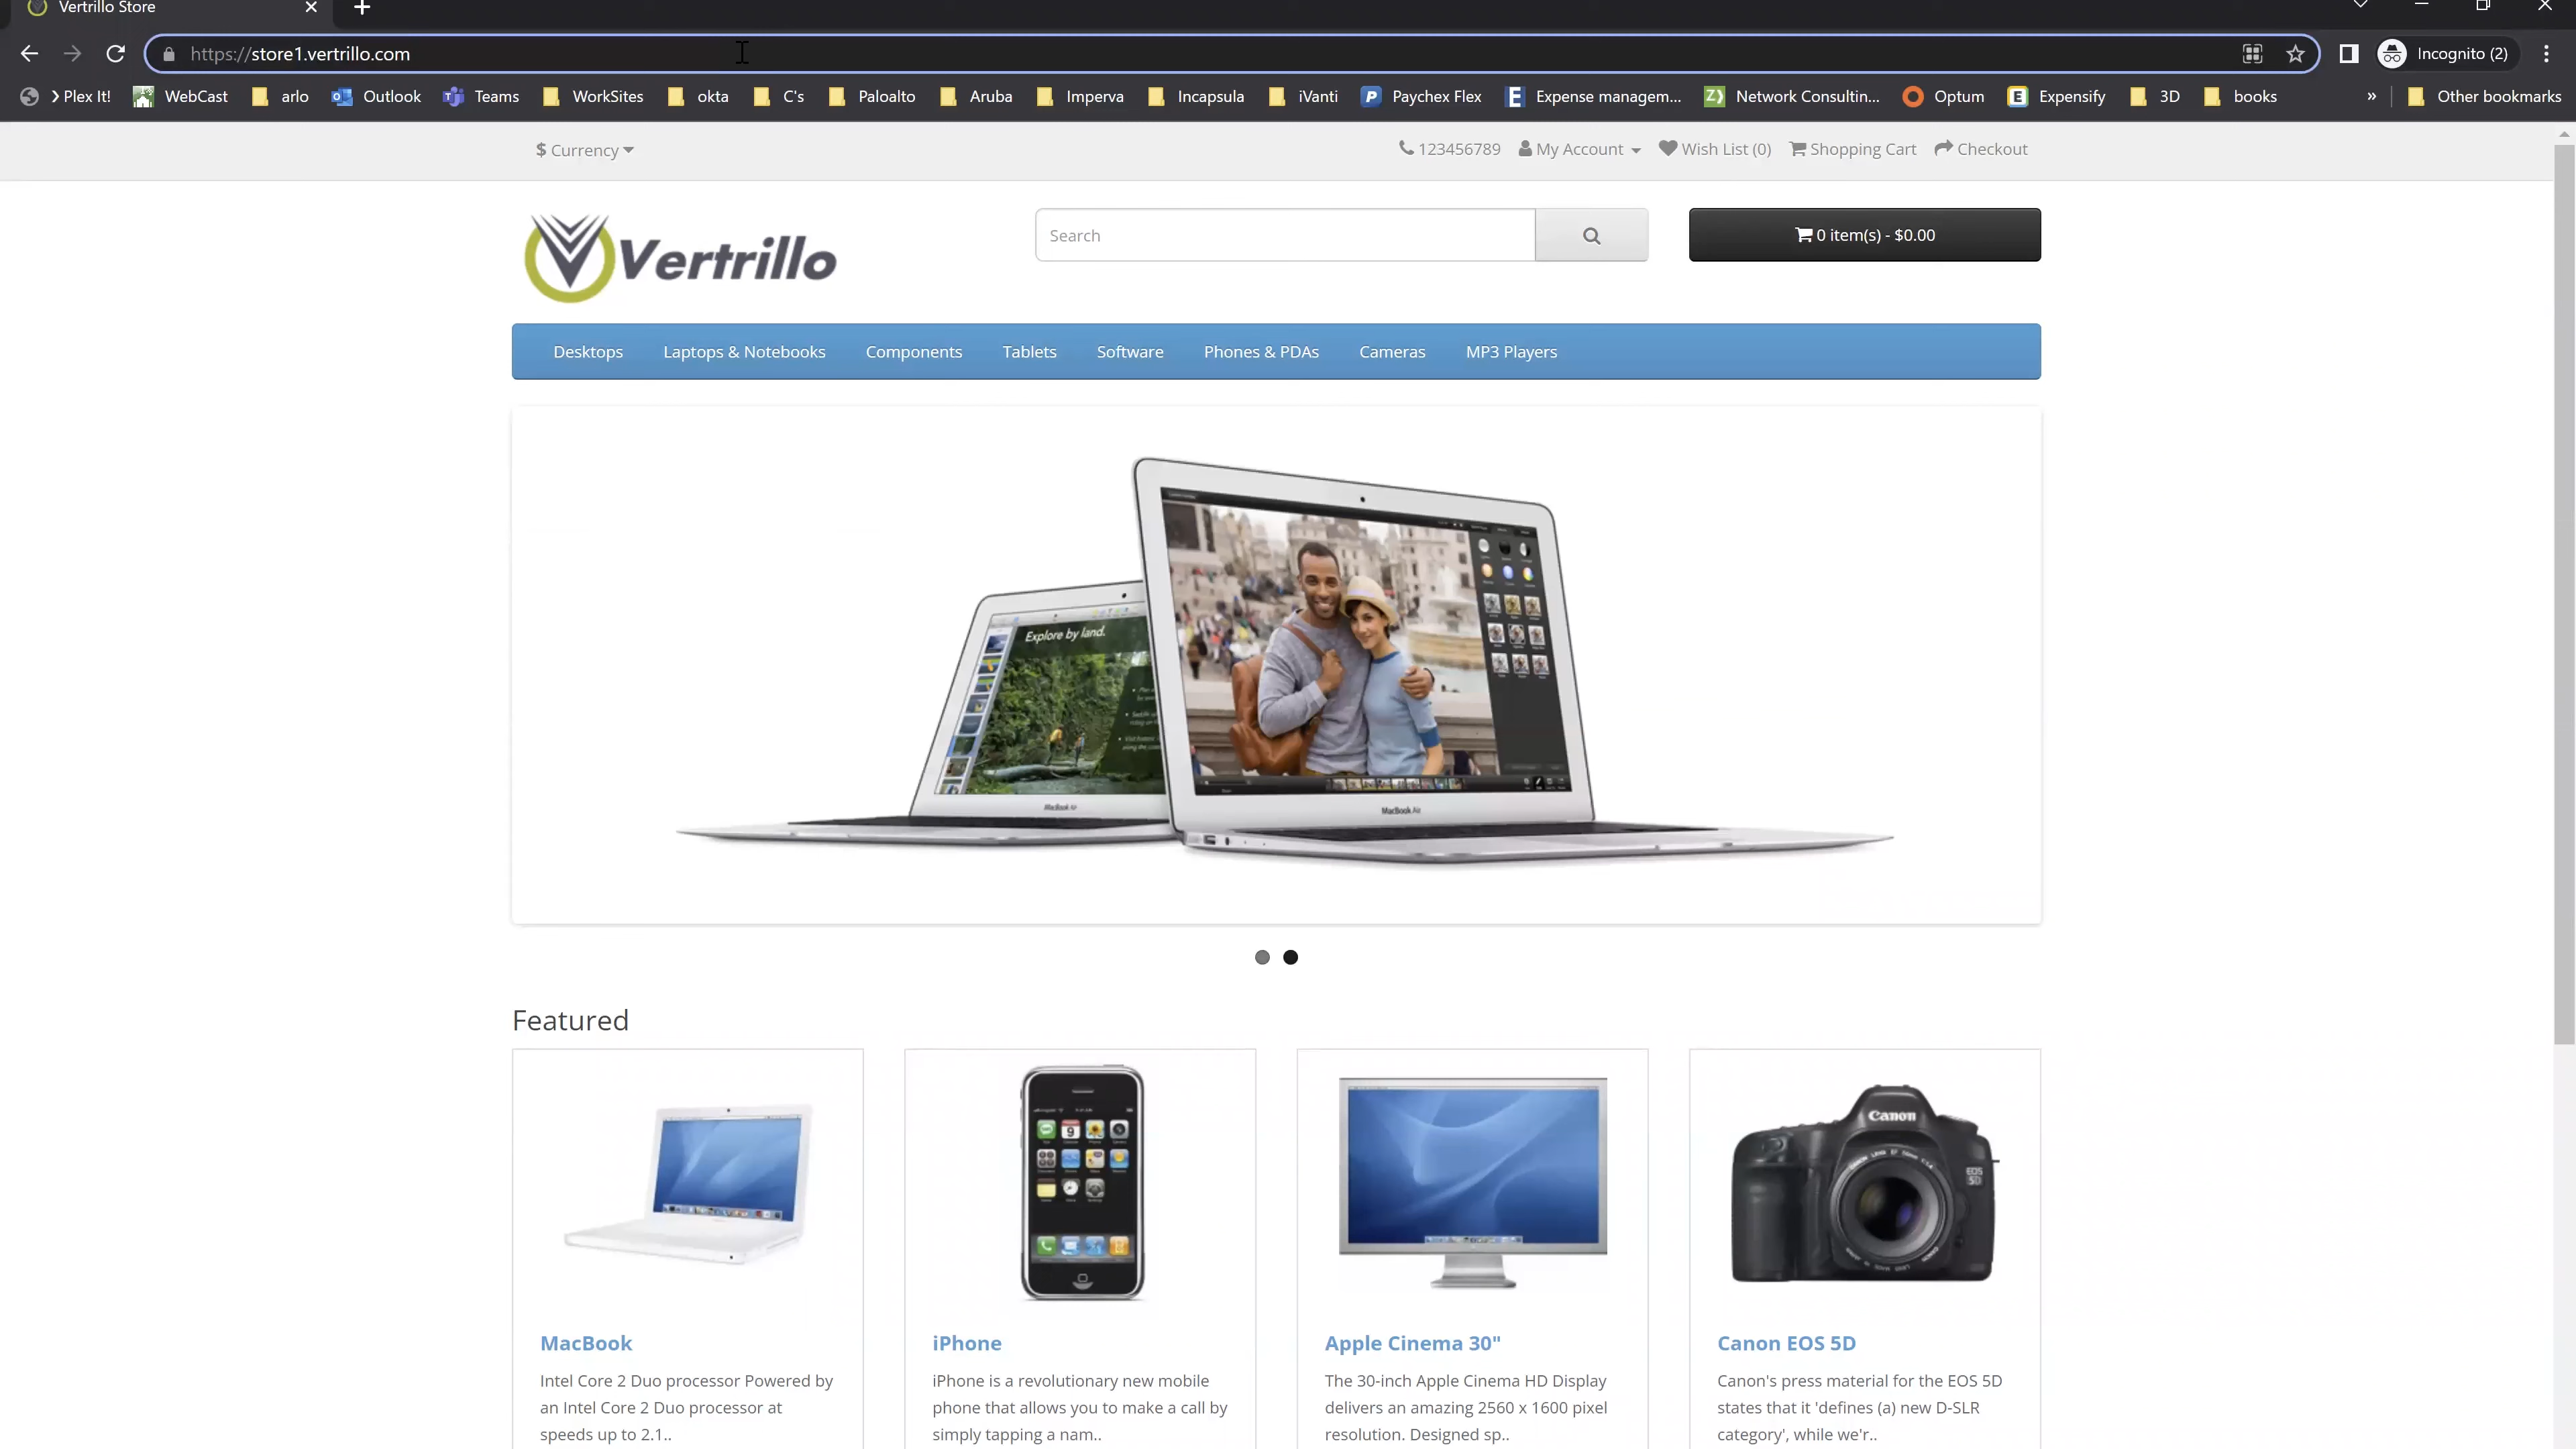 Vertrillo Store
https://store1.vertrillo.com
Incognito (2)
Plex It! WebCast arlo Outlook Teams WorkSites okta C's Paloalto Aruba Imperva Incapsula iVanti Paychex Flex Expense managem... Network Consultin... Optum Expensify 3D books » Other bookmarks
$ Currency 123456789 My Account Wish List (0) Shopping Cart Checkout
Vertrillo
Search
0 item(s) - $0.00
Desktops Laptops & Notebooks Components Tablets Software Phones & PDAs Cameras MP3 Players
Explore by land.
MacBook Air
MacBook Air
Featured
Canon
EOS
5D
MacBook
Intel Core 2 Duo processor Powered by
an Intel Core 2 Duo processor at
speeds up to 2.1..
iPhone
iPhone is a revolutionary new mobile
phone that allows you to make a call by
simply tapping a nam..
Apple Cinema 30"
The 30-inch Apple Cinema HD Display
delivers an amazing 2560 x 1600 pixel
resolution. Designed sp..
Canon EOS 5D
Canon's press material for the EOS 5D
states that it 'defines (a) new D-SLR
category', while we'r..